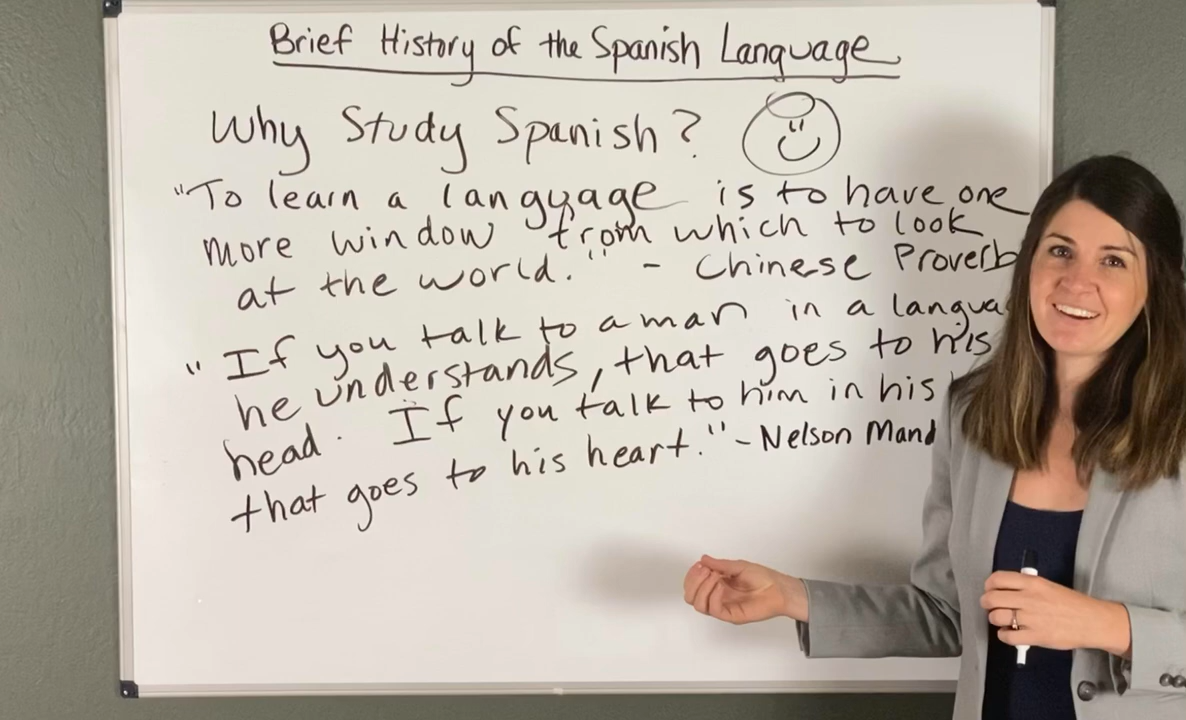 Brief History of the Spanish Language
Why Study Spanish?
"To learn a language is to have one
more window from which to look
at the world." - Chinese Proverb
"If you talk to a man in a langua
he understands, that goes to his
head. If you talk to him in his
that goes to his heart." - Nelson Mand